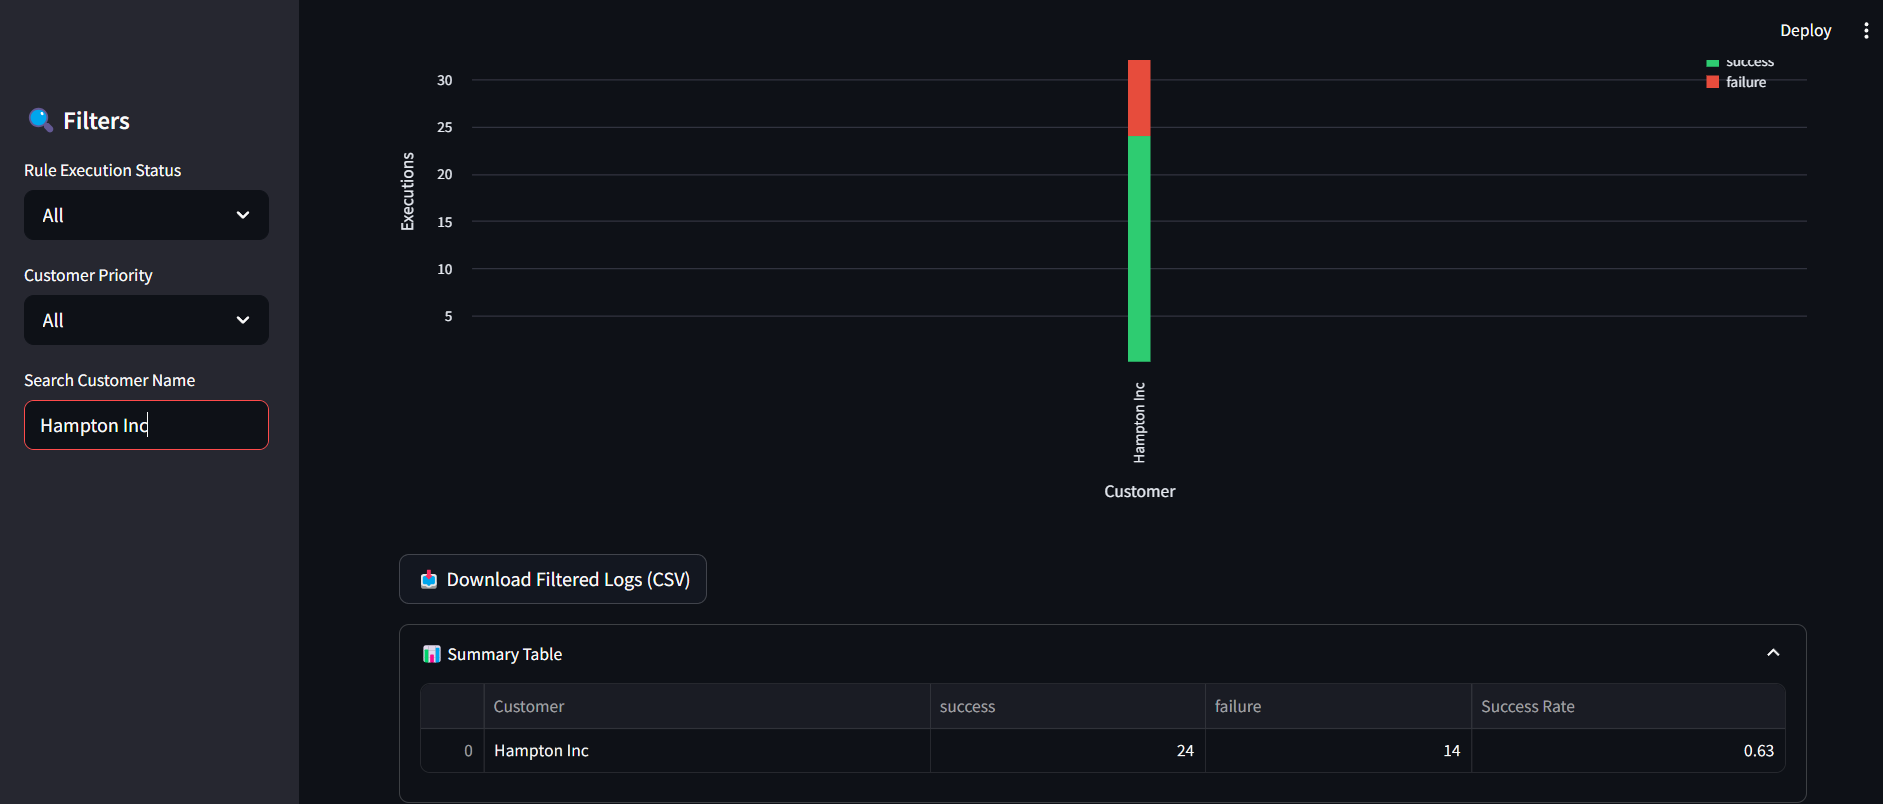 Deploy
Filters
Rule Execution Status
All
Customer Priority
All
Search Customer Name
Hampton Inc
success
failure
30
25
20
15
10
5
Executions
Hampton Inc
Customer
Download Filtered Logs (CSV)
Summary Table
Customer success failure Success Rate
0 Hampton Inc 24 14 0.63